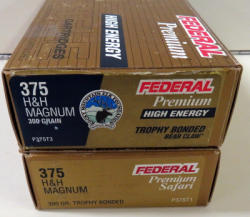 FEDERAL
Premium
HIGH ENERGY
CARTRIDGES
375
H&H
MAGNUM
300 GRAIN
P375T3
FEDERAL
Premium
HIGH ENERGY
TROPHY BONDED
BEAR CLAW
375
H&H
MAGNUM
300 GR. TROPHY BONDED
FEDERAL
Premium
Safari
P375T1